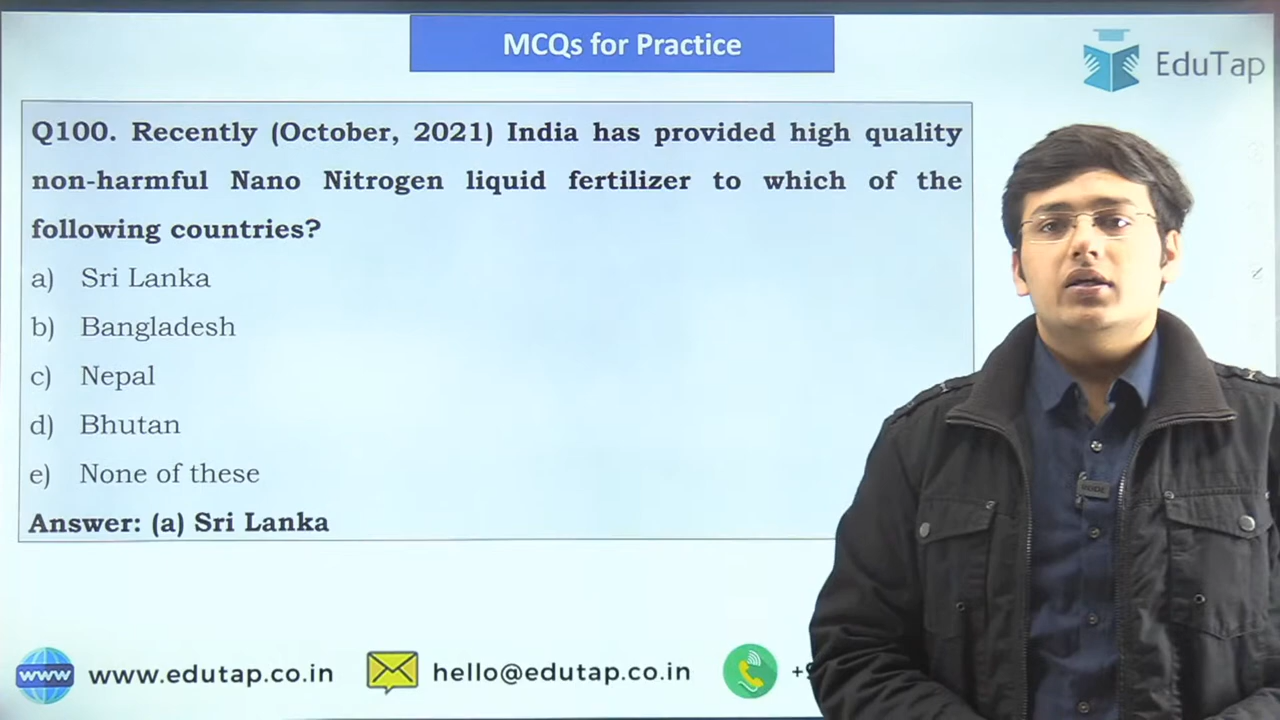 MCQs for Practice
EduTap
Q100. Recently (October, 2021) India has provided high quality
non-harmful Nano Nitrogen liquid fertilizer to which of the
following countries?
a) Sri Lanka
b) Bangladesh
c) Nepal
d) Bhutan
e) None of these
Answer: (a) Sri Lanka
www www.edutap.co.in hello@edutap.co.in